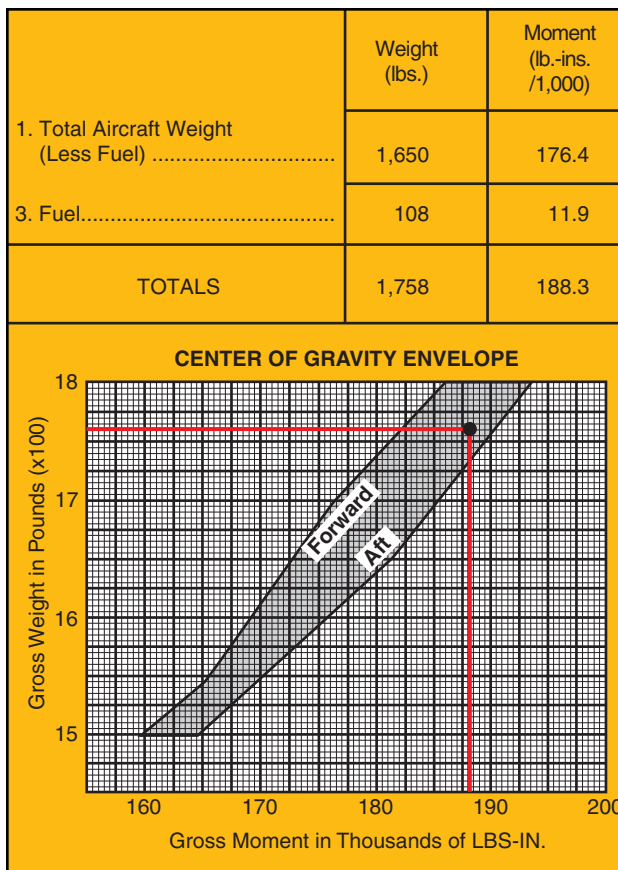 Weight
(lbs.)
Moment
(lb.-ins.
/1,000)
1. Total Aircraft Weight
(Less Fuel) ................................ 1,650 176.4
3. Fuel............................................ 108 11.9
TOTALS 1,758 188.3
CENTER OF GRAVITY ENVELOPE
Gross Weight in Pounds (x100)
18
17
16
15
Forward
Aft
160 170 180 190 200
Gross Moment in Thousands of LBS-IN.